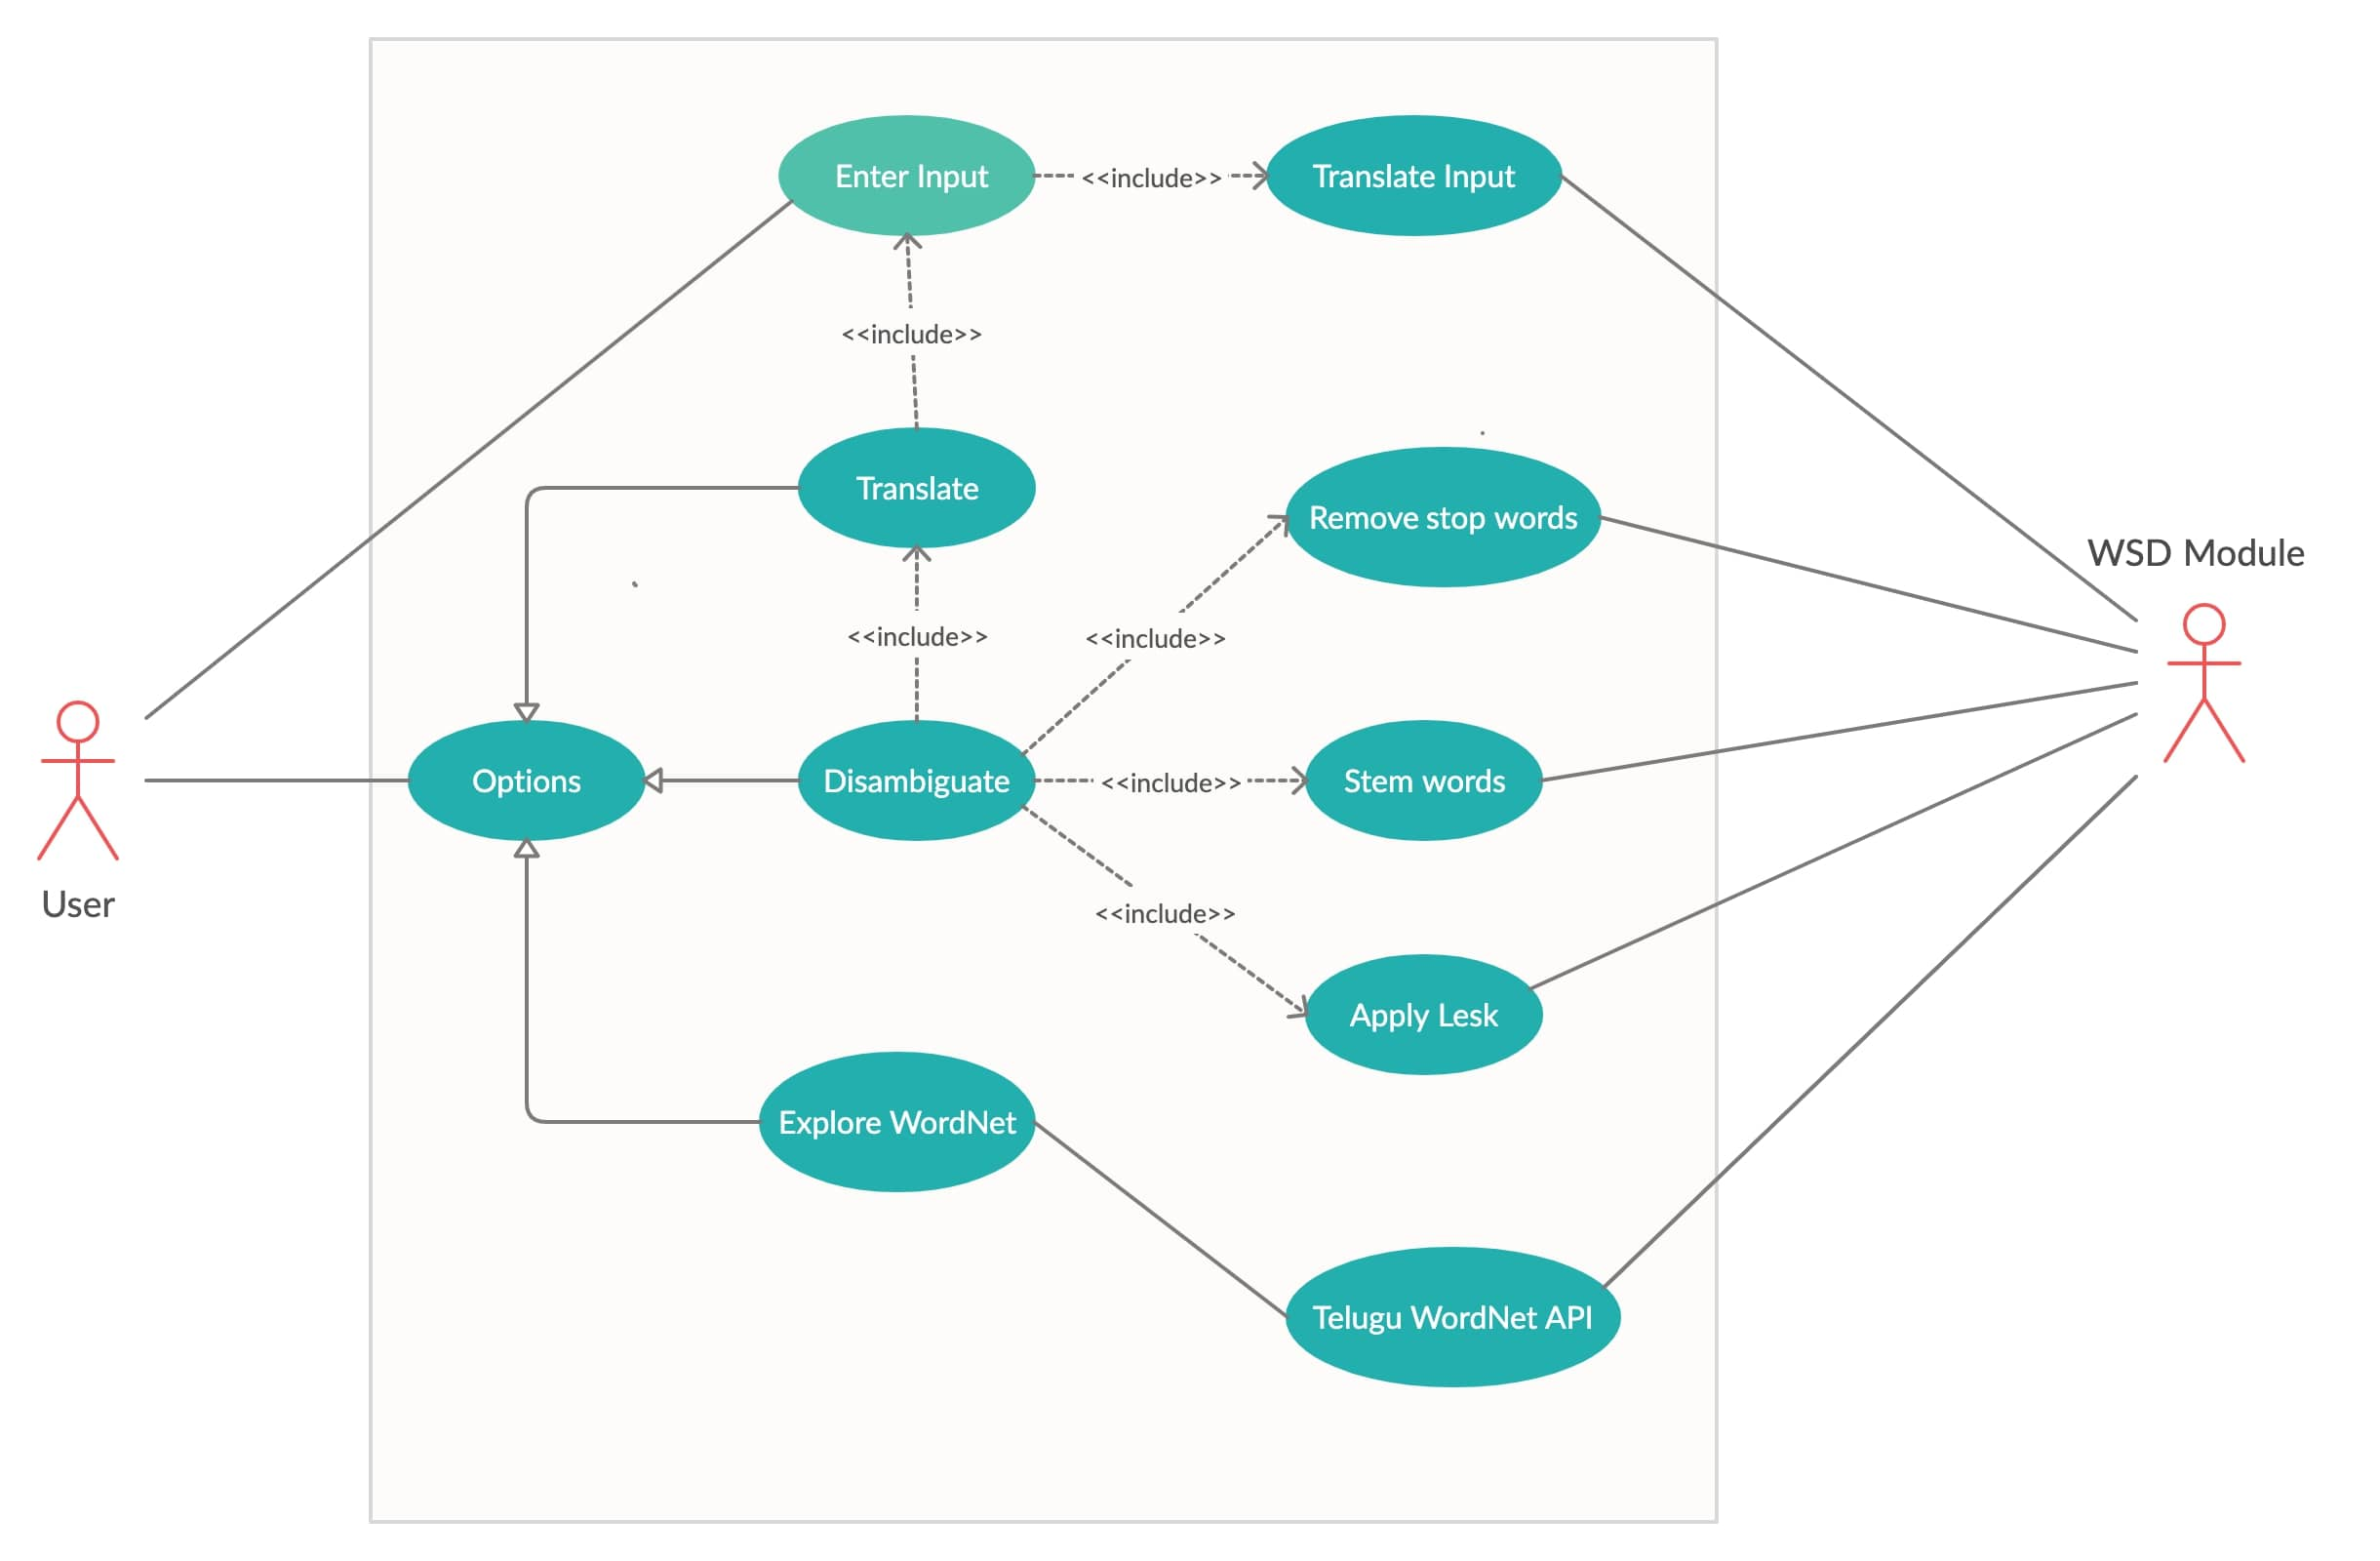 Enter Input
<<include>>
Translate Input
<<include>>
Translate
Remove stop words
WSD Module
<<include>>
<<include>>
Options
Disambiguate
<<include>>
Stem words
User
<<include>>
Apply Lesk
Explore WordNet
Telugu WordNet API